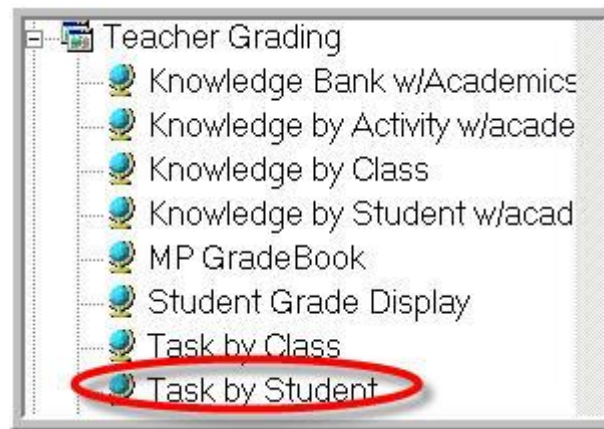 Teacher Grading
Knowledge Bank w/Academics
Knowledge by Activity w/acade
Knowledge by Class
Knowledge by Student w/acad
MP GradeBook
Student Grade Display
Task by Class
Task by Student